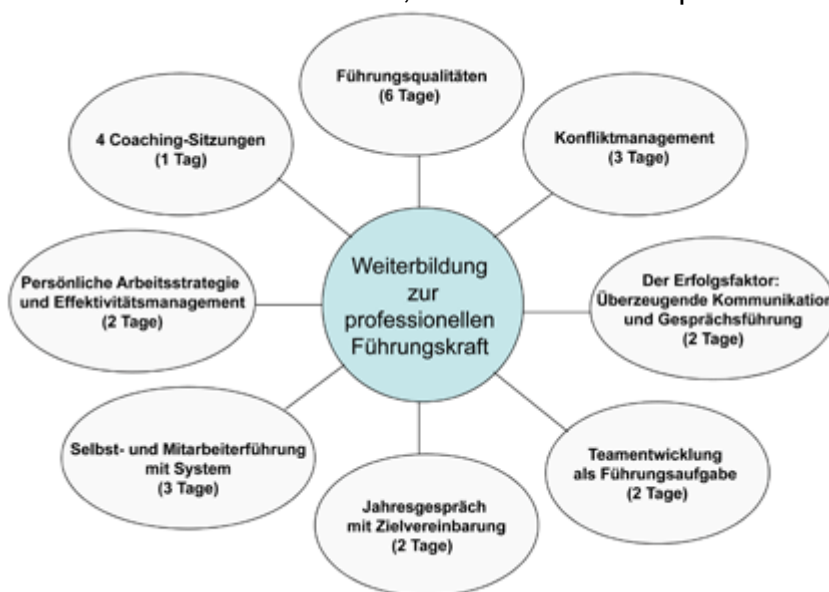 Führungsqualitäten
(6 Tage)
4 Coaching-Sitzungen
(1 Tag)
Konfliktmanagement
(3 Tage)
Weiterbildung
zur
professionellen
Führungskraft
Persönliche Arbeitsstrategie
und Effektivitätsmanagement
(2 Tage)
Der Erfolgsfaktor:
Überzeugende Kommunikation
und Gesprächsführung
(2 Tage)
Selbst- und Mitarbeiterführung
mit System
(3 Tage)
Teamentwicklung
als Führungsaufgabe
(2 Tage)
Jahresgespräch
mit Zielvereinbarung
(2 Tage)